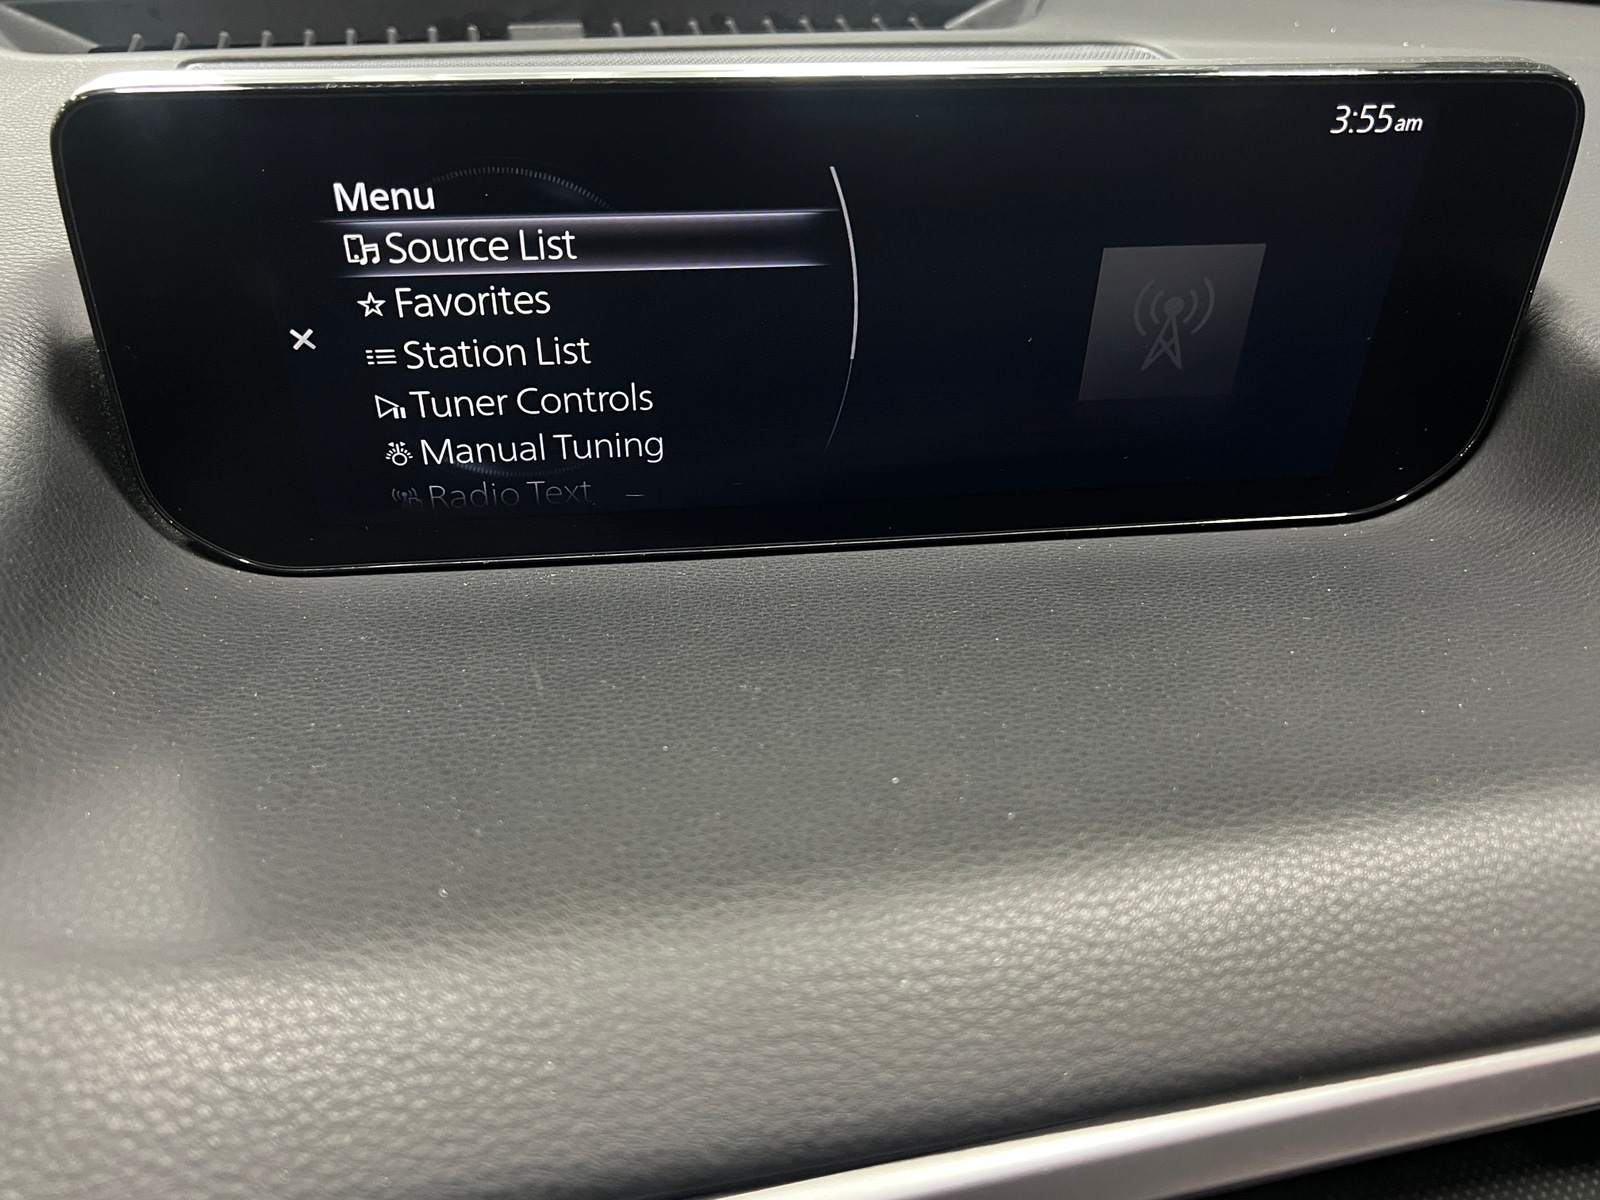 3:55am
Menu
Source List
Favorites
Station List
Tuner Controls
Manual Tuning
Radio Text